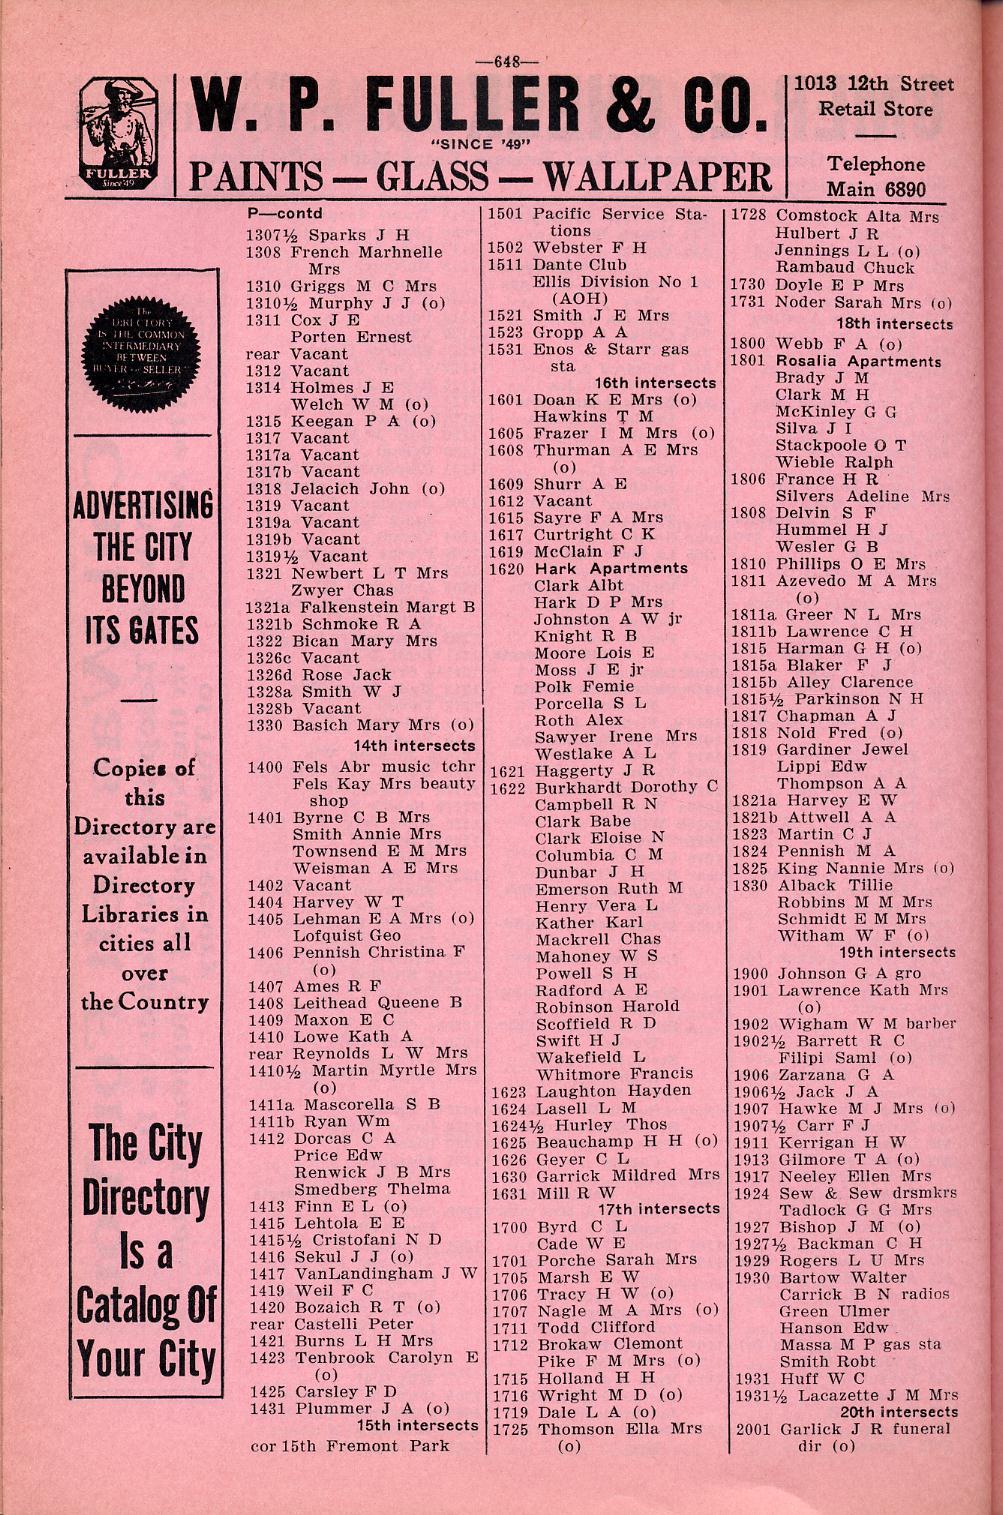 —648—
FULLER
Since '49
W. P. FULLER & CO.
"SINCE '49"
PAINTS — GLASS — WALLPAPER
1013 12th Street
Retail Store
Telephone
Main 6890
The
DIRECTORY
IS THE COMMON
INTERMEDIARY
BETWEEN
BUYER and SELLER
ADVERTISING
THE CITY
BEYOND
ITS GATES
Copies of
this
Directory are
available in
Directory
Libraries in
cities all
over
the Country
The City
Directory
Is a
Catalog Of
Your City
P—contd
1307½ Sparks J H
1308 French Marhnelle
Mrs
1310 Griggs M C Mrs
1310½ Murphy J J (o)
1311 Cox J E
Porten Ernest
rear Vacant
1312 Vacant
1314 Holmes J E
Welch W M (o)
1315 Keegan P A (o)
1317 Vacant
1317a Vacant
1317b Vacant
1318 Jelacich John (o)
1319 Vacant
1319a Vacant
1319b Vacant
1319½ Vacant
1321 Newbert L T Mrs
Zwyer Chas
1321a Falkenstein Margt B
1321b Schmoke R A
1322 Bican Mary Mrs
1326c Vacant
1326d Rose Jack
1328a Smith W J
1328b Vacant
1330 Basich Mary Mrs (o)
14th intersects
1400 Fels Abr music tchr
Fels Kay Mrs beauty
shop
1401 Byrne C B Mrs
Smith Annie Mrs
Townsend E M Mrs
Weisman A E Mrs
1402 Vacant
1404 Harvey W T
1405 Lehman E A Mrs (o)
Lofquist Geo
1406 Pennish Christina F
(o)
1407 Ames R F
1408 Leithead Queene B
1409 Maxon E C
1410 Lowe Kath A
rear Reynolds L W Mrs
1410½ Martin Myrtle Mrs
(o)
1411a Mascorella S B
1411b Ryan Wm
1412 Dorcas C A
Price Edw
Renwick J B Mrs
Smedberg Thelma
1413 Finn E L (o)
1415 Lehtola E E
1415½ Cristofani N D
1416 Sekul J J (o)
1417 VanLandingham J W
1419 Weil F C
1420 Bozaich R T (o)
rear Castelli Peter
1421 Burns L H Mrs
1423 Tenbrook Carolyn E
(o)
1425 Carsley F D
1431 Plummer J A (o)
15th intersects
cor 15th Fremont Park
1501 Pacific Service Sta-
tions
1502 Webster F H
1511 Dante Club
Ellis Division No 1
(AOH)
1521 Smith J E Mrs
1523 Gropp A A
1531 Enos & Starr gas
sta
16th intersects
1601 Doan K E Mrs (o)
Hawkins T M
1605 Frazer I M Mrs (o)
1608 Thurman A E Mrs
(o)
1609 Shurr A E
1612 Vacant
1615 Sayre F A Mrs
1617 Curtright C K
1619 McClain F J
1620 Hark Apartments
Clark Albt
Hark D P Mrs
Johnston A W jr
Knight R B
Moore Lois E
Moss J E jr
Polk Femie
Porcella S L
Roth Alex
Sawyer Irene Mrs
Westlake A L
1621 Haggerty J R
1622 Burkhardt Dorothy C
Campbell R N
Clark Babe
Clark Eloise N
Columbia C M
Dunbar J H
Emerson Ruth M
Henry Vera L
Kather Karl
Mackrell Chas
Mahoney W S
Powell S H
Radford A E
Robinson Harold
Scoffield R D
Swift H J
Wakefield L
Whitmore Francis
1623 Laughton Hayden
1624 Lasell L M
1624½ Hurley Thos
1625 Beauchamp H H (o)
1626 Geyer C L
1630 Garrick Mildred Mrs
1631 Mill R W
17th intersects
1700 Byrd C L
Cade W E
1701 Porche Sarah Mrs
1705 Marsh E W
1706 Tracy H W (o)
1707 Nagle M A Mrs (o)
1711 Todd Clifford
1712 Brokaw Clemont
Pike F M Mrs (o)
1715 Holland H H
1716 Wright M D (o)
1719 Dale L A (o)
1725 Thomson Ella Mrs
(o)
1728 Comstock Alta Mrs
Hulbert J R
Jennings L L (o)
Rambaud Chuck
1730 Doyle E P Mrs
1731 Noder Sarah Mrs (o)
18th intersects
1800 Webb F A (o)
1801 Rosalia Apartments
Brady J M
Clark M H
McKinley G G
Silva J I
Stackpoole O T
Wieble Ralph
1806 France H R
Silvers Adeline Mrs
1808 Delvin S F
Hummel H J
Wesler G B
1810 Phillips O E Mrs
1811 Azevedo M A Mrs
(o)
1811a Greer N L Mrs
1811b Lawrence C H
1815 Harman G H (o)
1815a Blaker F J
1815b Alley Clarence
1815½ Parkinson N H
1817 Chapman A J
1818 Nold Fred (o)
1819 Gardiner Jewel
Lippi Edw
Thompson A A
1821a Harvey E W
1821b Attwell A A
1823 Martin C J
1824 Pennish M A
1825 King Nannie Mrs (o)
1830 Alback Tillie
Robbins M M Mrs
Schmidt E M Mrs
Witham W F (o)
19th intersects
1900 Johnson G A gro
1901 Lawrence Kath Mrs
(o)
1902 Wigham W M barber
1902½ Barrett R C
Filipi Saml (o)
1906 Zarzana G A
1906½ Jack J A
1907 Hawke M J Mrs (o)
1907½ Carr F J
1911 Kerrigan H W
1913 Gilmore T A (o)
1917 Neeley Ellen Mrs
1924 Sew & Sew drsmkrs
Tadlock G G Mrs
1927 Bishop J M (o)
1927½ Backman C H
1929 Rogers L U Mrs
1930 Bartow Walter
Carrick B N radios
Green Ulmer
Hanson Edw
Massa M P gas sta
Smith Robt
1931 Huff W C
1931½ Lacazette J M Mrs
20th intersects
2001 Garlick J R funeral
dir (o)